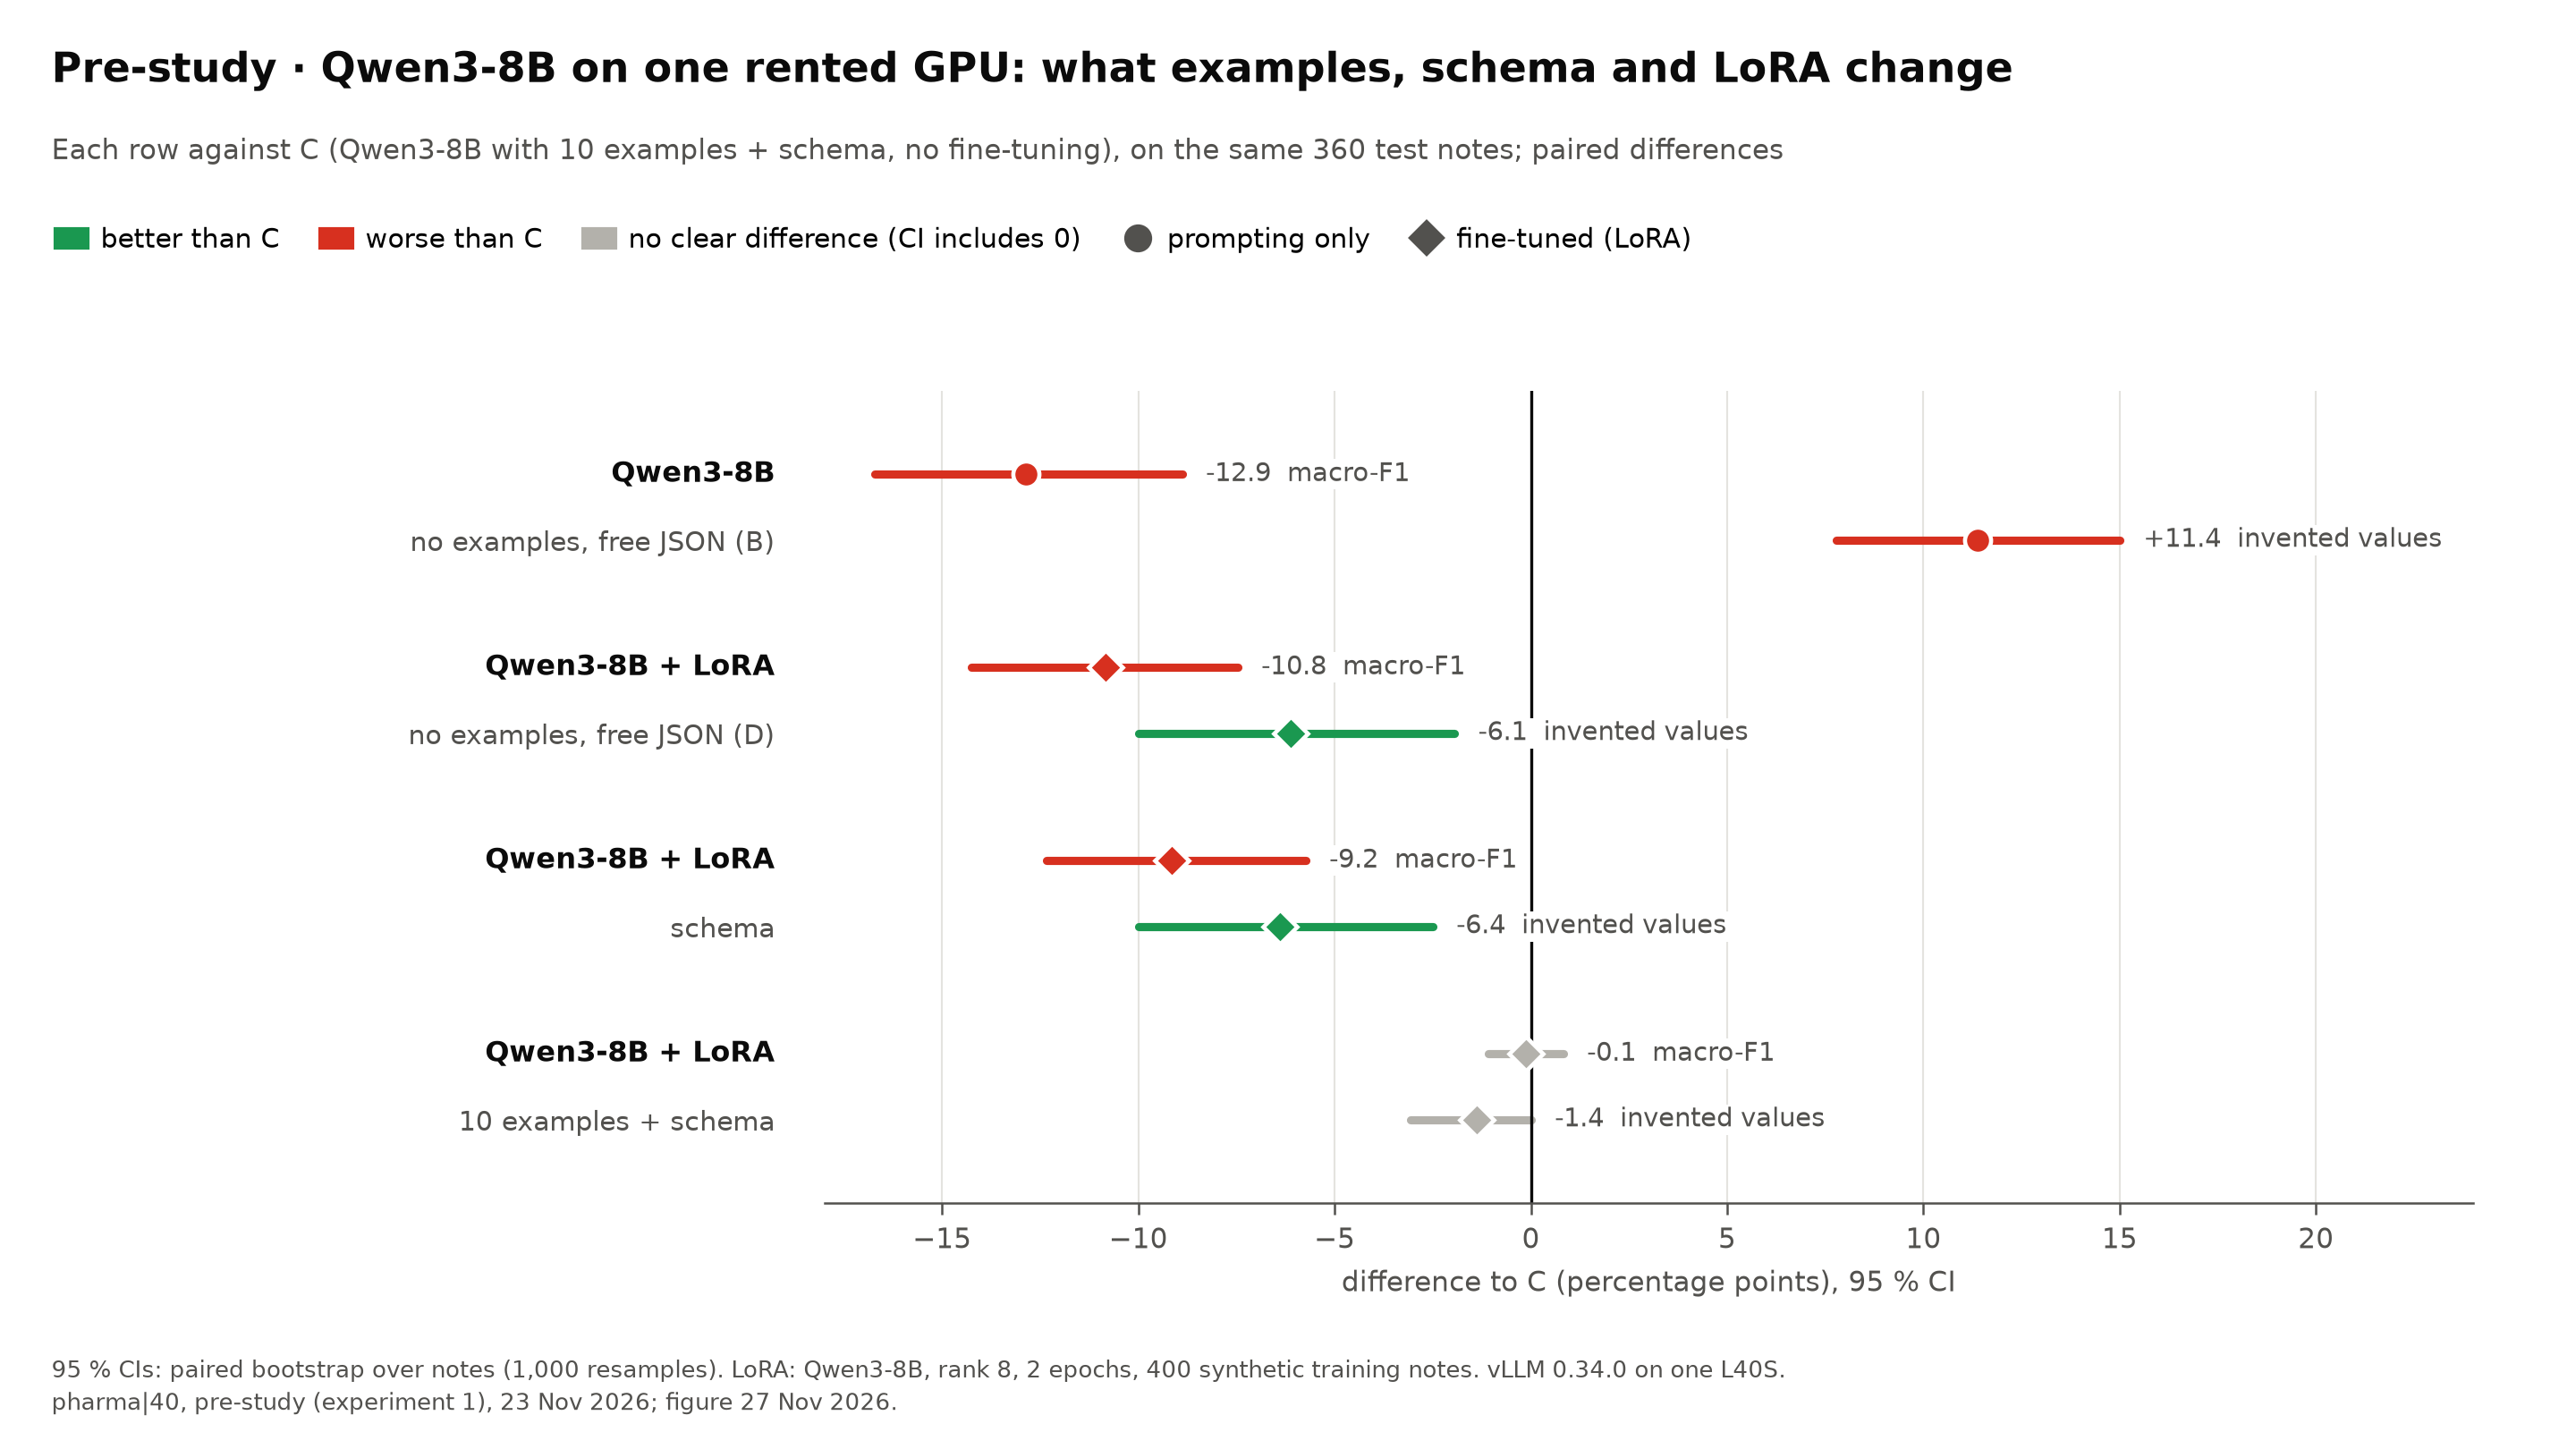 Pre-study · Qwen3-8B on one rented GPU: what examples, schema and LoRA change
Each row against C (Qwen3-8B with 10 examples + schema, no fine-tuning), on the same 360 test notes; paired differences
better than C
worse than C
no clear difference (CI includes 0)
prompting only
fine-tuned (LoRA)
Qwen3-8B
-12.9 macro-F1
no examples, free JSON (B)
+11.4 invented values
Qwen3-8B + LoRA
-10.8 macro-F1
no examples, free JSON (D)
-6.1 invented values
Qwen3-8B + LoRA
-9.2 macro-F1
schema
-6.4 invented values
Qwen3-8B + LoRA
-0.1 macro-F1
10 examples + schema
-1.4 invented values
−15 −10 −5 0 5 10 15 20
difference to C (percentage points), 95 % CI
95 % CIs: paired bootstrap over notes (1,000 resamples). LoRA: Qwen3-8B, rank 8, 2 epochs, 400 synthetic training notes. vLLM 0.34.0 on one L40S.
pharma|40, pre-study (experiment 1), 23 Nov 2026; figure 27 Nov 2026.